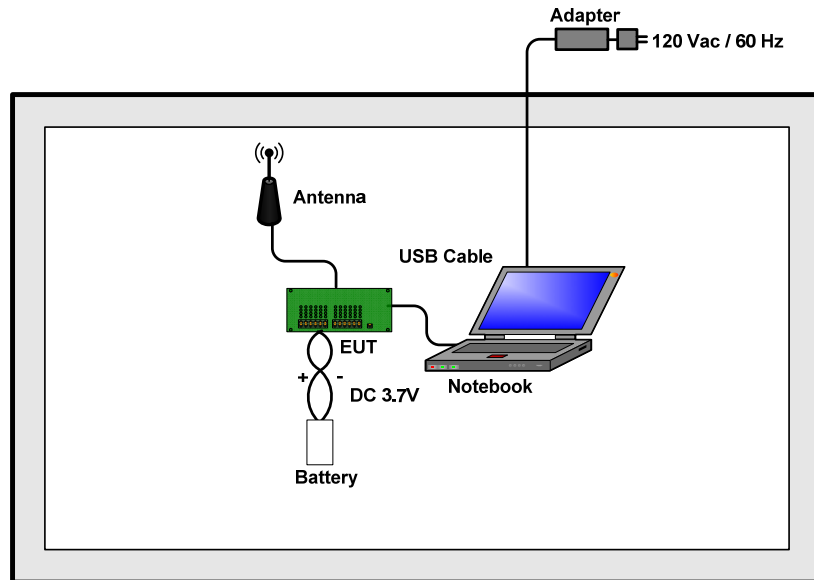 Adapter
120 Vac / 60 Hz
Antenna
USB Cable
EUT
+ -
DC 3.7V
Notebook
Battery